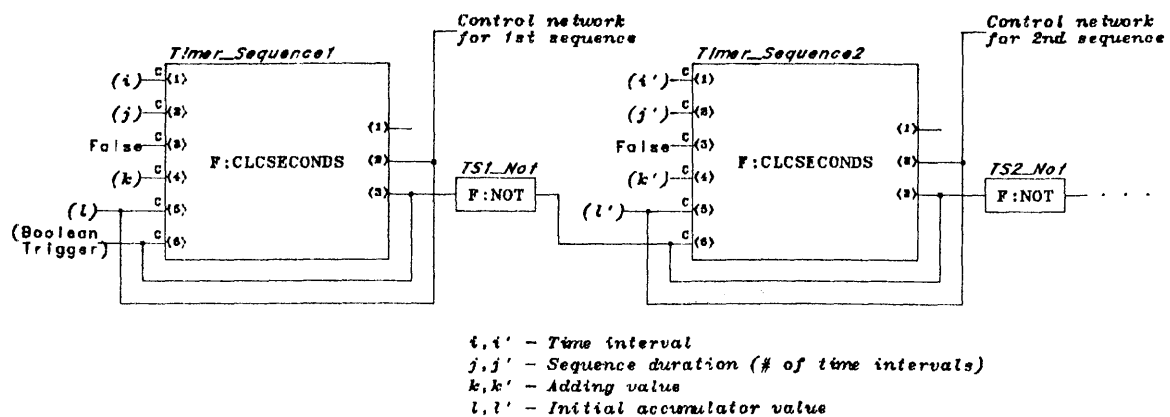 Control network
for 1st sequence
Timer_Sequence1
(i) C <1>
(j) C <2>
False C <3>
(k) C <4>
(l) C <5>
(Boolean
Trigger) C <6>
F:CLCSECONDS
<1>
<2>
<3>
TS1_Not
F:NOT
Control network
for 2nd sequence
Timer_Sequence2
(i') C <1>
(j') C <2>
False C <3>
(k') C <4>
(l') C <5>
C <6>
F:CLCSECONDS
<1>
<2>
<3>
TS2_Not
F:NOT
. . .
i,i' – Time interval
j,j' – Sequence duration (# of time intervals)
k,k' – Adding value
l,l' – Initial accumulator value